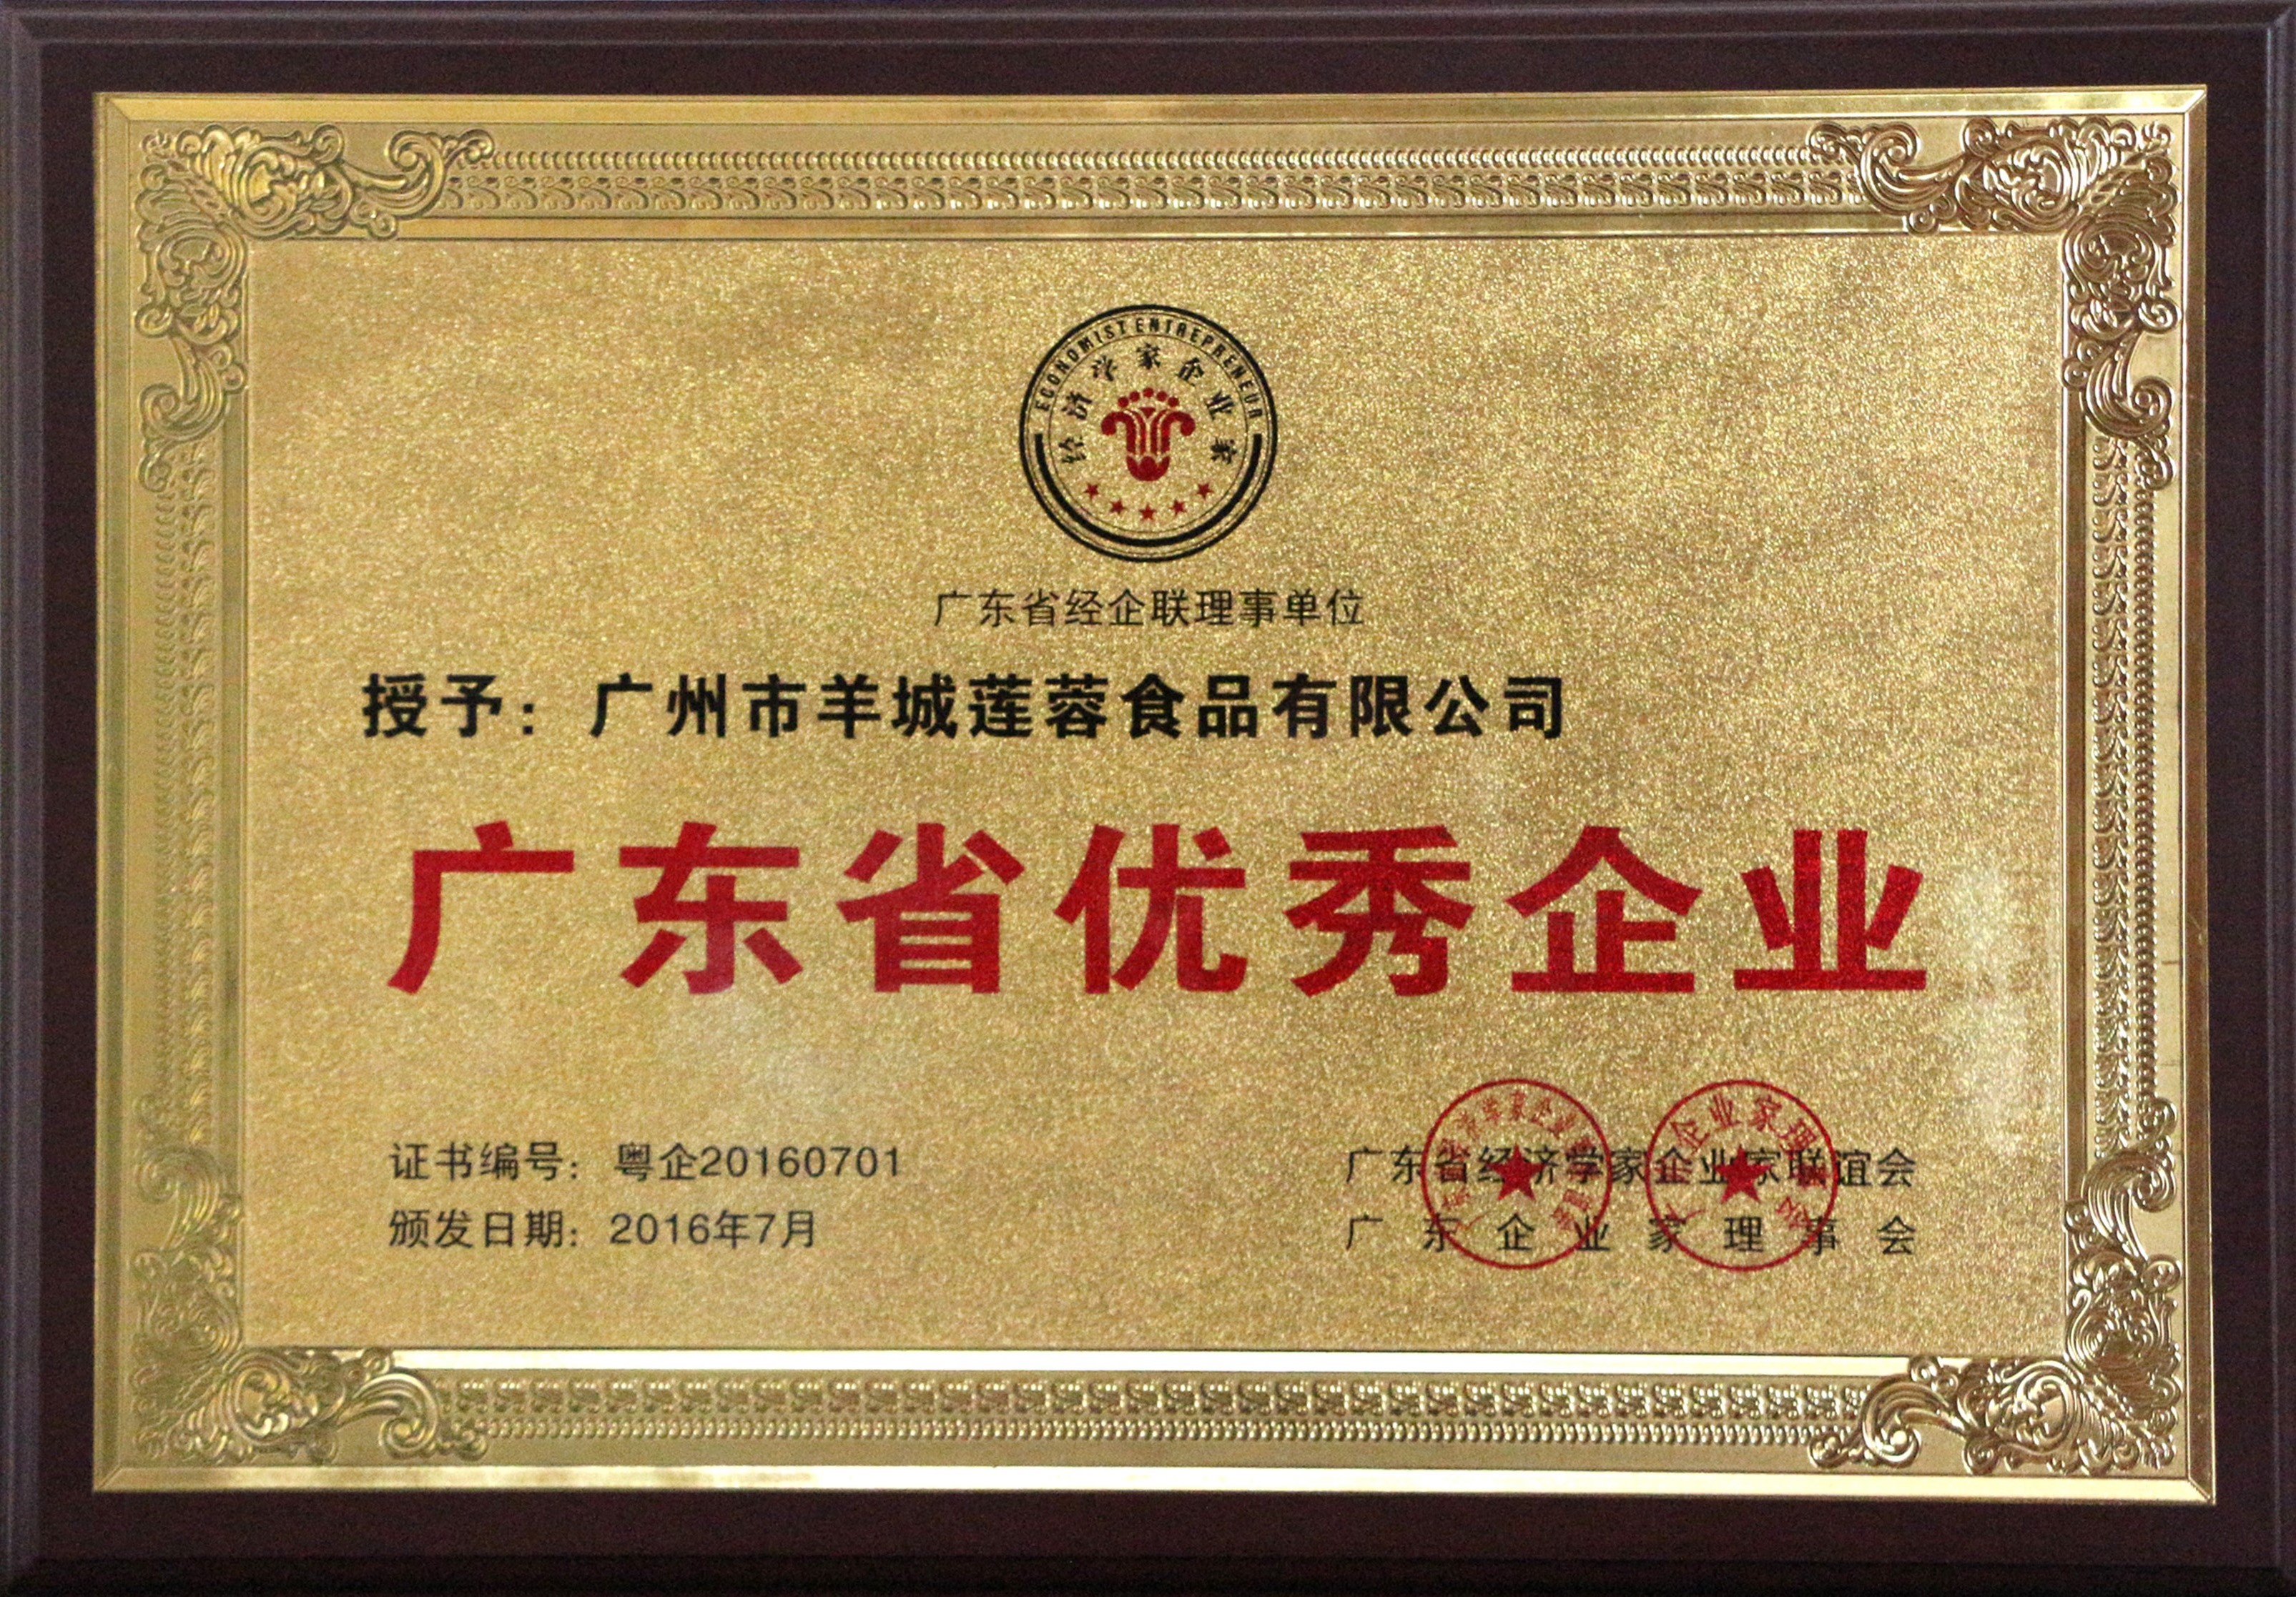 ECONOMIST ENTREPRENEUR
经济学家企业家
广东省经企联理事单位
授予：广州市羊城莲蓉食品有限公司
广东省优秀企业
证书编号：粤企20160701
颁发日期：2016年7月
广东省经济学家企业家联谊会
广东企业家理事会